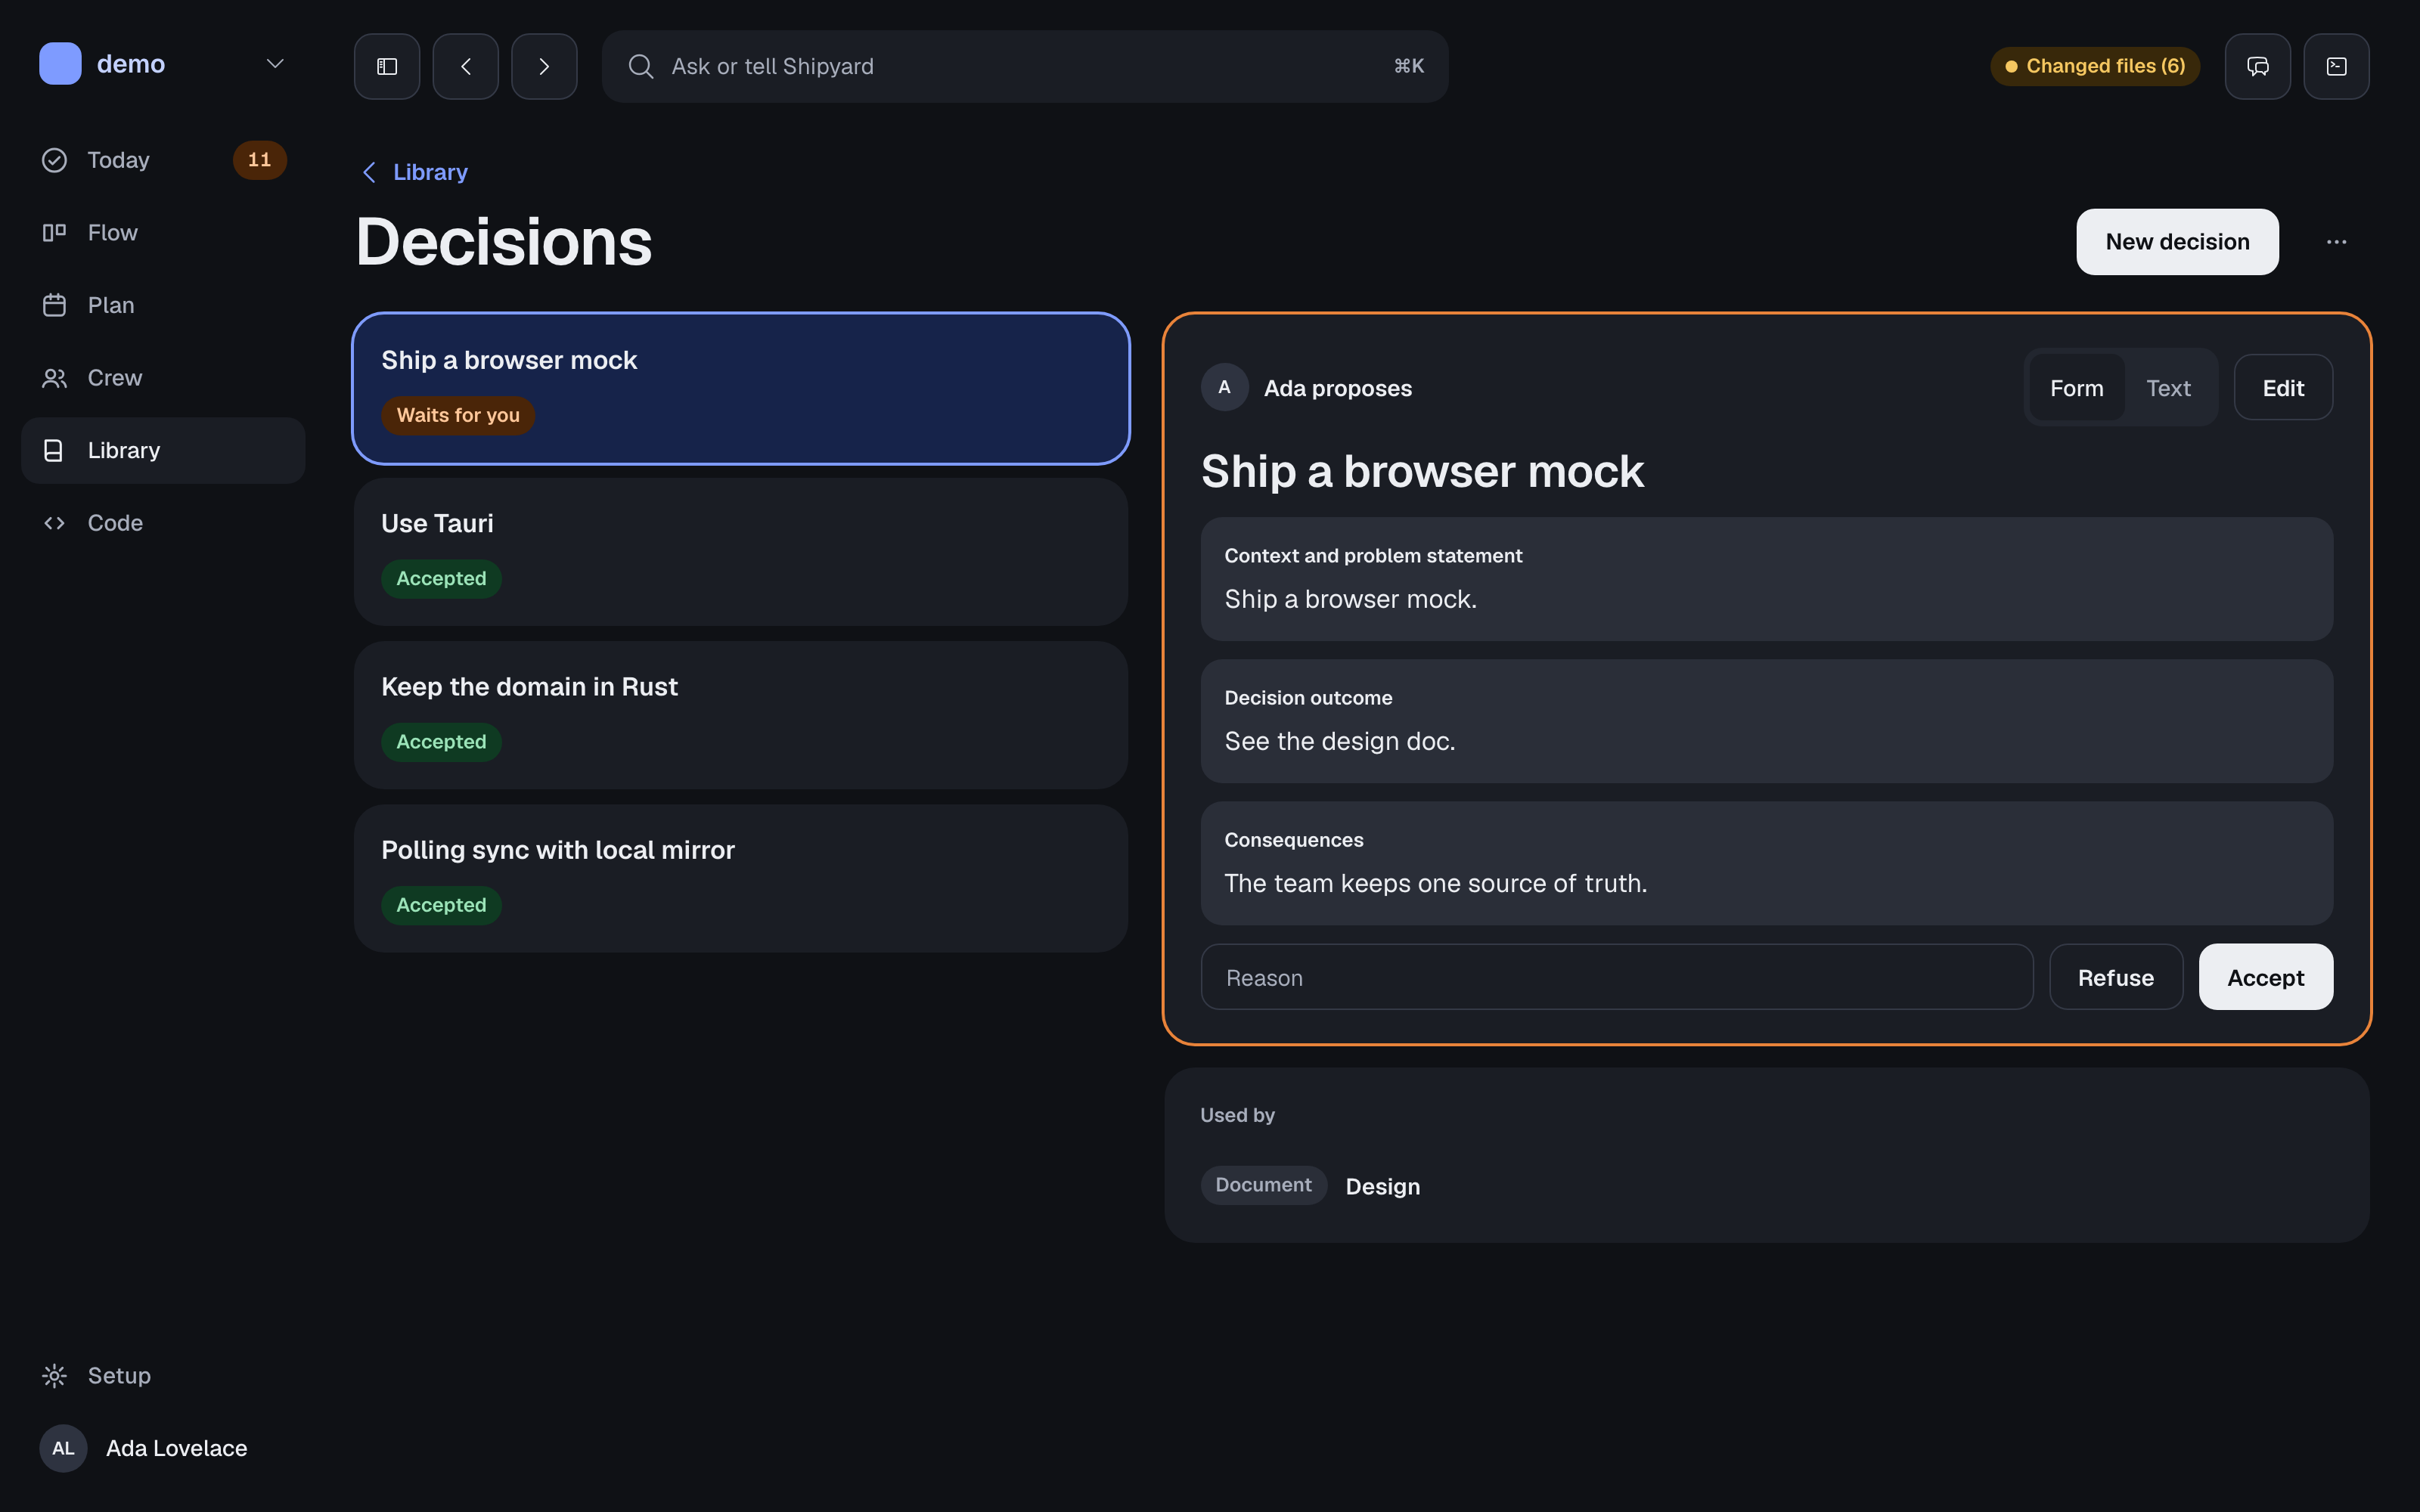 demo
Ask or tell Shipyard ⌘K
Changed files (6)
Today 11
Flow
Plan
Crew
Library
Code
Setup
AL Ada Lovelace
Library
Decisions
New decision
Ship a browser mock
Waits for you
Use Tauri
Accepted
Keep the domain in Rust
Accepted
Polling sync with local mirror
Accepted
A Ada proposes
Form Text Edit
Ship a browser mock
Context and problem statement
Ship a browser mock.
Decision outcome
See the design doc.
Consequences
The team keeps one source of truth.
Reason Refuse Accept
Used by
Document Design